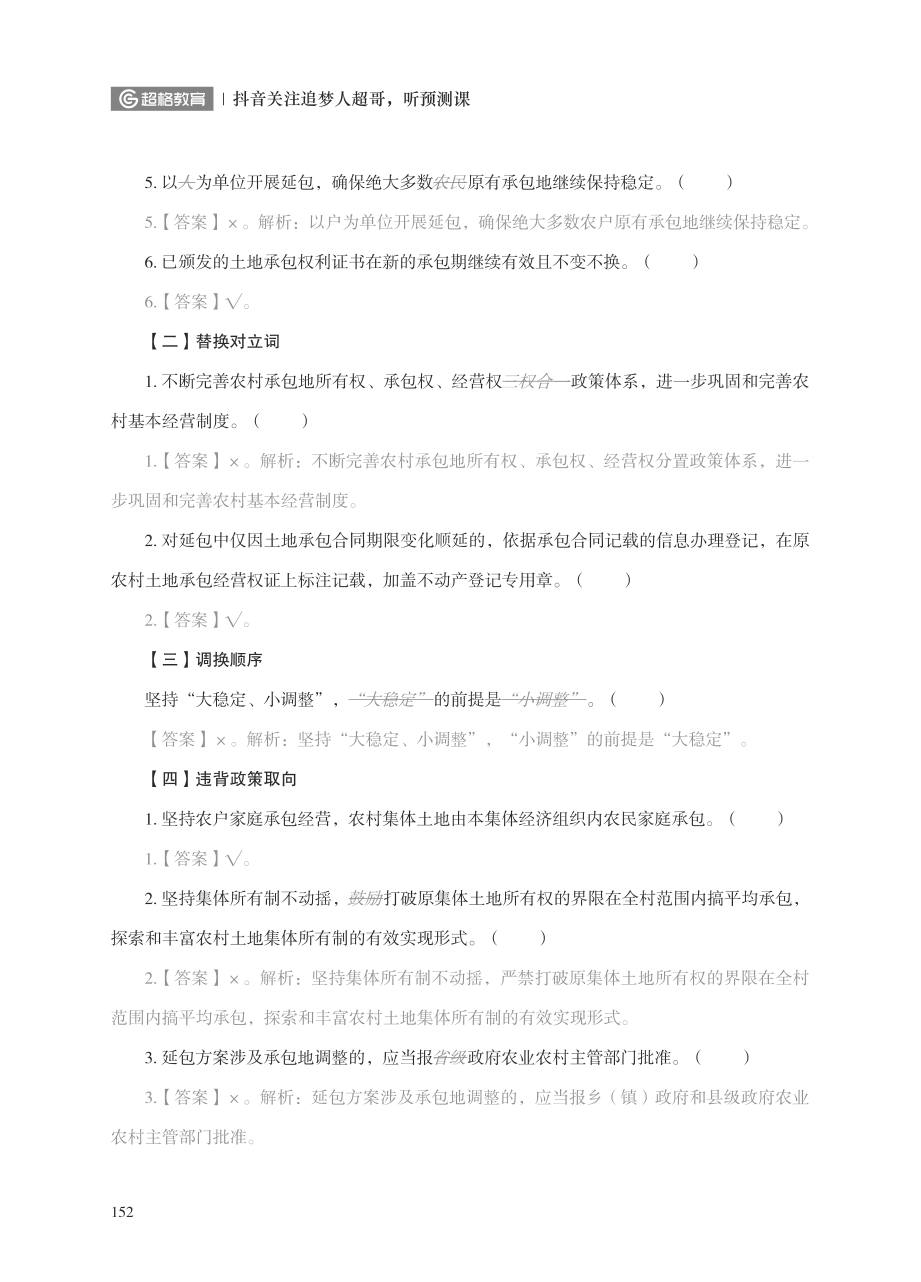 超格教育 | 抖音关注追梦人超哥，听预测课
5. 以人为单位开展延包，确保绝大多数农民原有承包地继续保持稳定。（　　）
5.【答案】×。解析：以户为单位开展延包，确保绝大多数农户原有承包地继续保持稳定。
6. 已颁发的土地承包权利证书在新的承包期继续有效且不变不换。（　　）
6.【答案】√。
【二】替换对立词
1. 不断完善农村承包地所有权、承包权、经营权三权合一政策体系，进一步巩固和完善农
村基本经营制度。（　　）
1.【答案】×。解析：不断完善农村承包地所有权、承包权、经营权分置政策体系，进一
步巩固和完善农村基本经营制度。
2. 对延包中仅因土地承包合同期限变化顺延的，依据承包合同记载的信息办理登记，在原
农村土地承包经营权证上标注记载，加盖不动产登记专用章。（　　）
2.【答案】√。
【三】调换顺序
坚持“大稳定、小调整”，“大稳定”的前提是“小调整”。（　　）
【答案】×。解析：坚持“大稳定、小调整”，“小调整”的前提是“大稳定”。
【四】违背政策取向
1. 坚持农户家庭承包经营，农村集体土地由本集体经济组织内农民家庭承包。（　　）
1.【答案】√。
2. 坚持集体所有制不动摇，鼓励打破原集体土地所有权的界限在全村范围内搞平均承包，
探索和丰富农村土地集体所有制的有效实现形式。（　　）
2.【答案】×。解析：坚持集体所有制不动摇，严禁打破原集体土地所有权的界限在全村
范围内搞平均承包，探索和丰富农村土地集体所有制的有效实现形式。
3. 延包方案涉及承包地调整的，应当报省级政府农业农村主管部门批准。（　　）
3.【答案】×。解析：延包方案涉及承包地调整的，应当报乡（镇）政府和县级政府农业
农村主管部门批准。
152